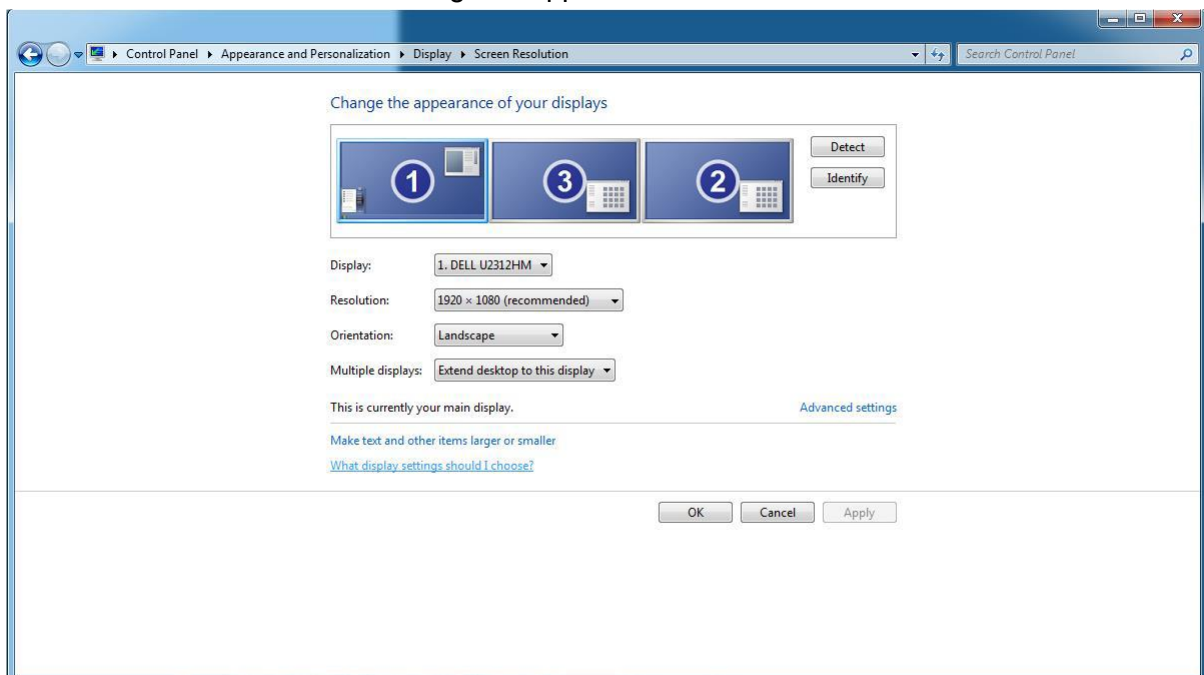 Control Panel Appearance and Personalization Display Screen Resolution
Search Control Panel
Change the appearance of your displays
1 3 2
Detect
Identify
Display: 1. DELL U2312HM
Resolution: 1920 × 1080 (recommended)
Orientation: Landscape
Multiple displays: Extend desktop to this display
This is currently your main display. Advanced settings
Make text and other items larger or smaller
What display settings should I choose?
OK Cancel Apply